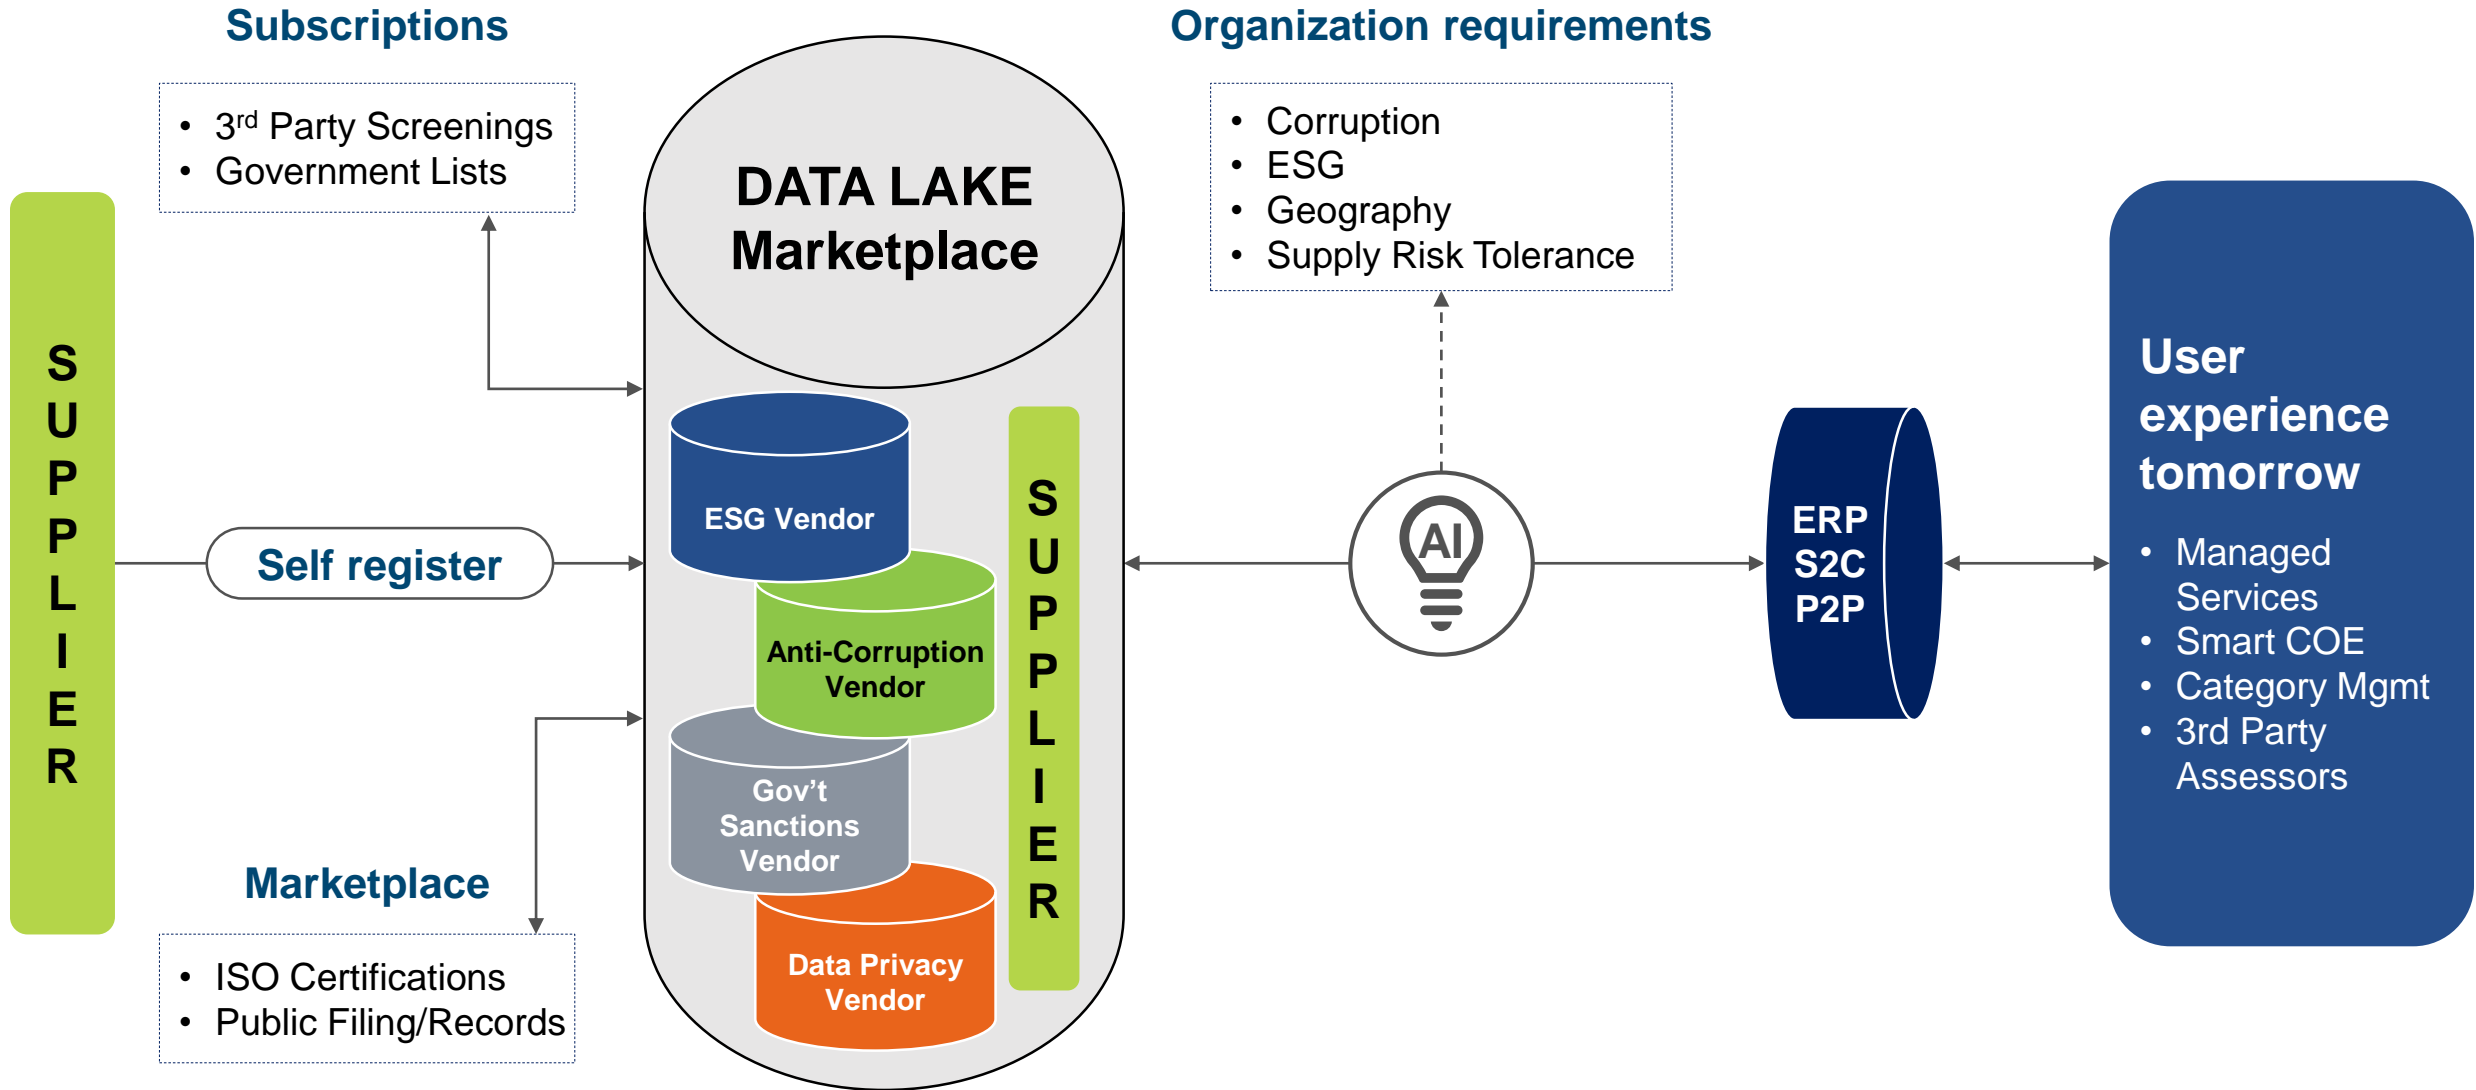 Subscriptions
• 3rd Party Screenings
• Government Lists
S
U
P
P
L
I
E
R
Self register
Marketplace
• ISO Certifications
• Public Filing/Records
DATA LAKE
Marketplace
ESG Vendor
Anti-Corruption
Vendor
Gov’t
Sanctions
Vendor
Data Privacy
Vendor
S
U
P
P
L
I
E
R
Organization requirements
• Corruption
• ESG
• Geography
• Supply Risk Tolerance
AI
ERP
S2C
P2P
User
experience
tomorrow
• Managed
Services
• Smart COE
• Category Mgmt
• 3rd Party
Assessors